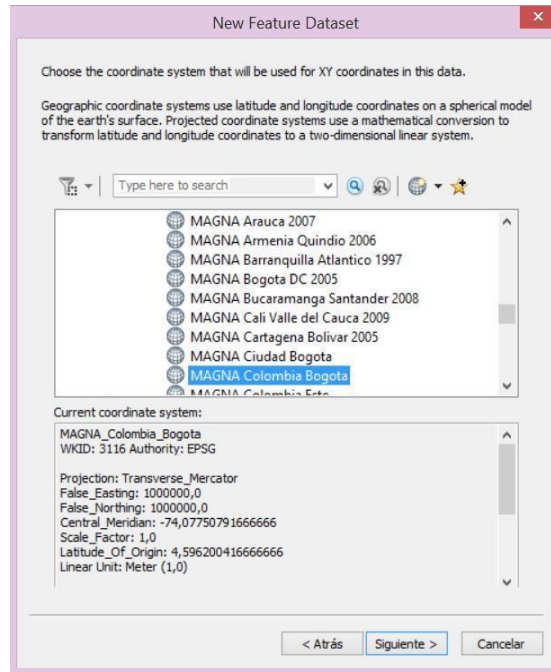 New Feature Dataset
Choose the coordinate system that will be used for XY coordinates in this data.
Geographic coordinate systems use latitude and longitude coordinates on a spherical model
of the earth's surface. Projected coordinate systems use a mathematical conversion to
transform latitude and longitude coordinates to a two-dimensional linear system.
Type here to search
MAGNA Arauca 2007
MAGNA Armenia Quindio 2006
MAGNA Barranquilla Atlantico 1997
MAGNA Bogota DC 2005
MAGNA Bucaramanga Santander 2008
MAGNA Cali Valle del Cauca 2009
MAGNA Cartagena Bolivar 2005
MAGNA Ciudad Bogota
MAGNA Colombia Bogota
MAGNA Colombia Este
Current coordinate system:
MAGNA_Colombia_Bogota
WKID: 3116 Authority: EPSG
Projection: Transverse_Mercator
False_Easting: 1000000,0
False_Northing: 1000000,0
Central_Meridian: -74,07750791666666
Scale_Factor: 1,0
Latitude_Of_Origin: 4,596200416666666
Linear Unit: Meter (1,0)
< Atrás
Siguiente >
Cancelar